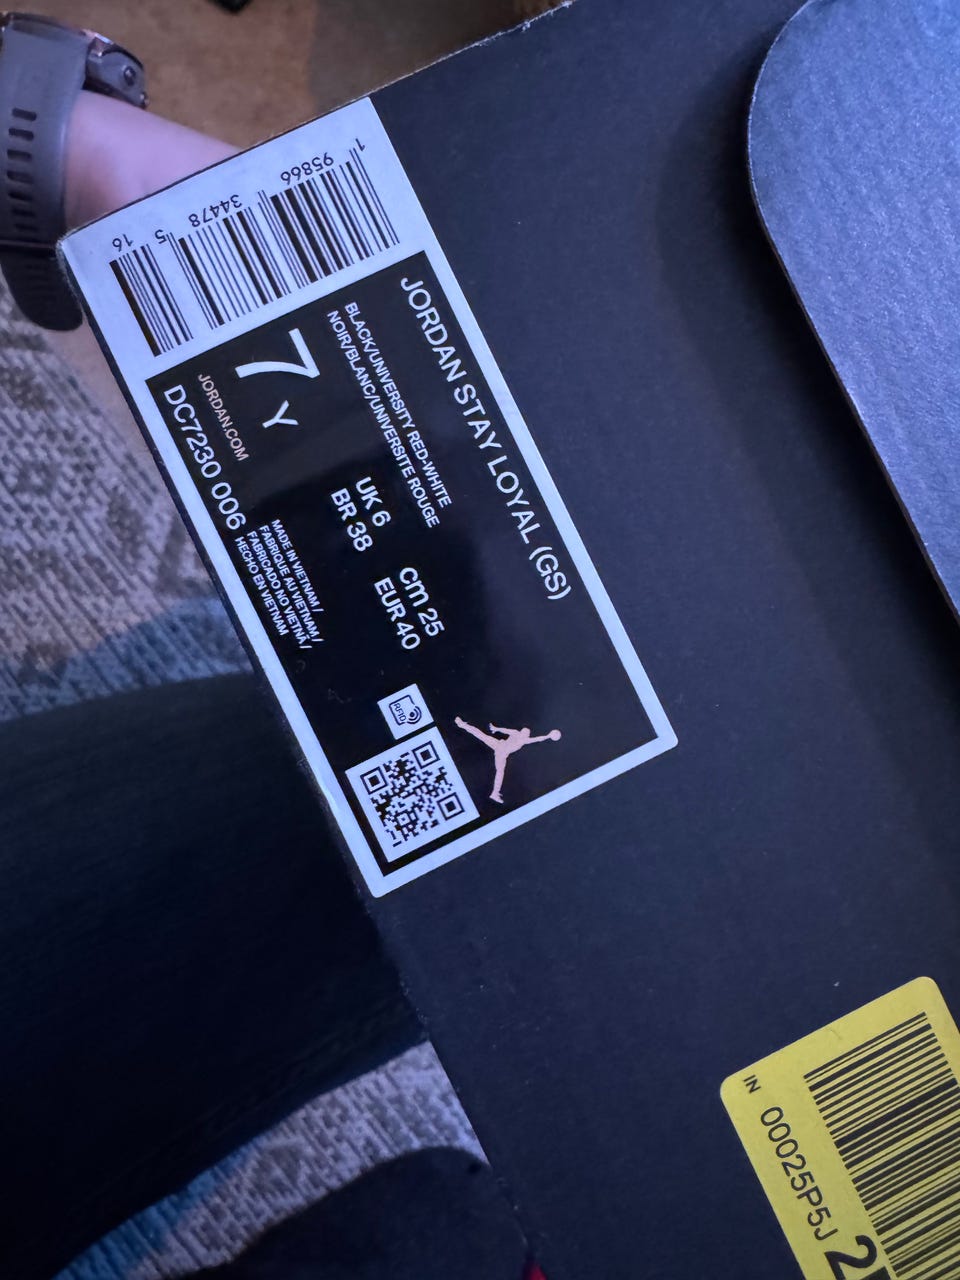 JORDAN STAY LOYAL (GS)
BLACK/UNIVERSITY RED-WHITE
NOIR/BLANC/UNIVERSITE ROUGE
7 Y
UK 6
BR 38
cm 25
EUR 40
JORDAN.COM
DC7230 006
MADE IN VIETNAM /
FABRIQUE AU VIETNAM /
FABRICADO NO VIETNÃ /
HECHO EN VIETNAM
RFID
1 95866 34478 5 16
IN 00025P5J